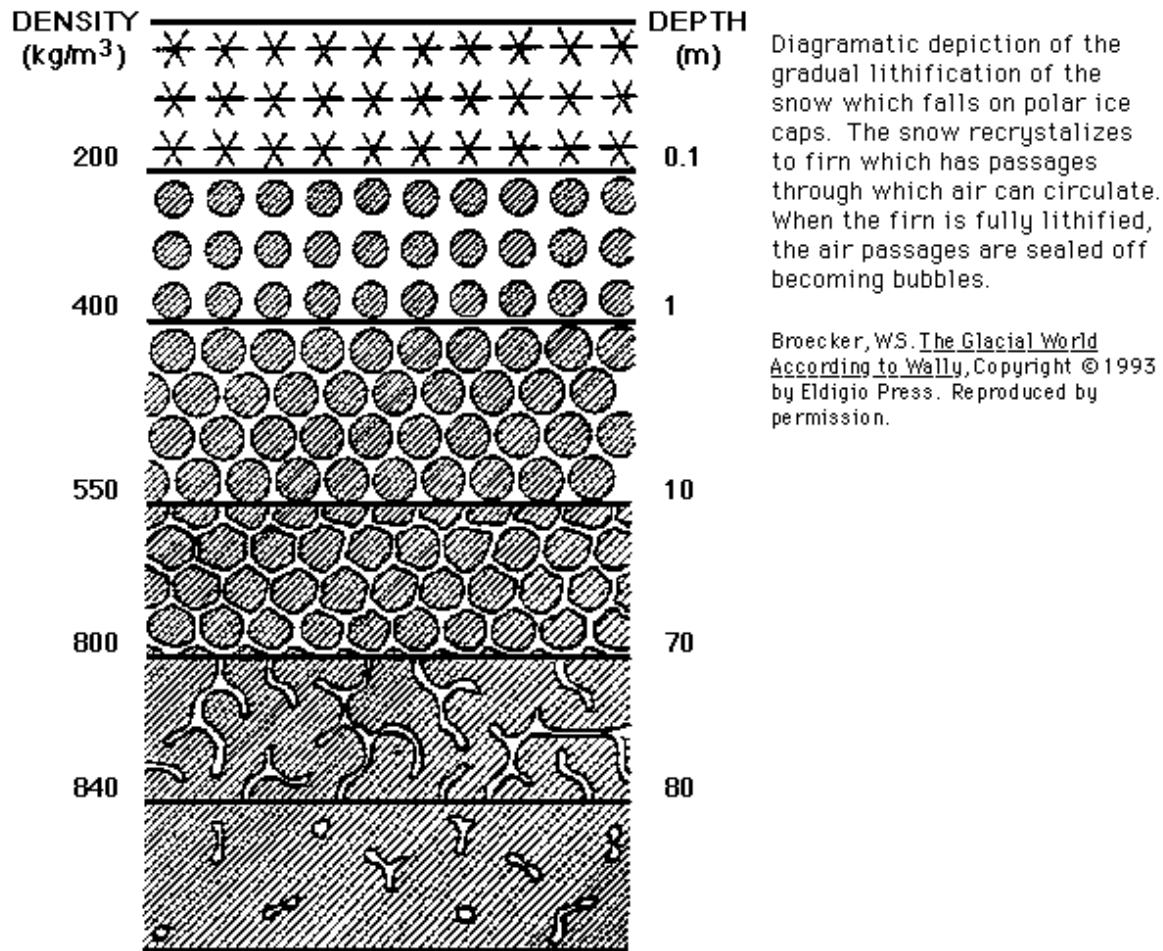 DENSITY
(kg/m³)
DEPTH
(m)
200
0.1
400
1
550
10
800
70
840
80
Diagramatic depiction of the
gradual lithification of the
snow which falls on polar ice
caps. The snow recrystalizes
to firn which has passages
through which air can circulate.
When the firn is fully lithified,
the air passages are sealed off
becoming bubbles.
Broecker, W.S. The Glacial World
According to Wally, Copyright © 1993
by Eldigio Press. Reproduced by
permission.